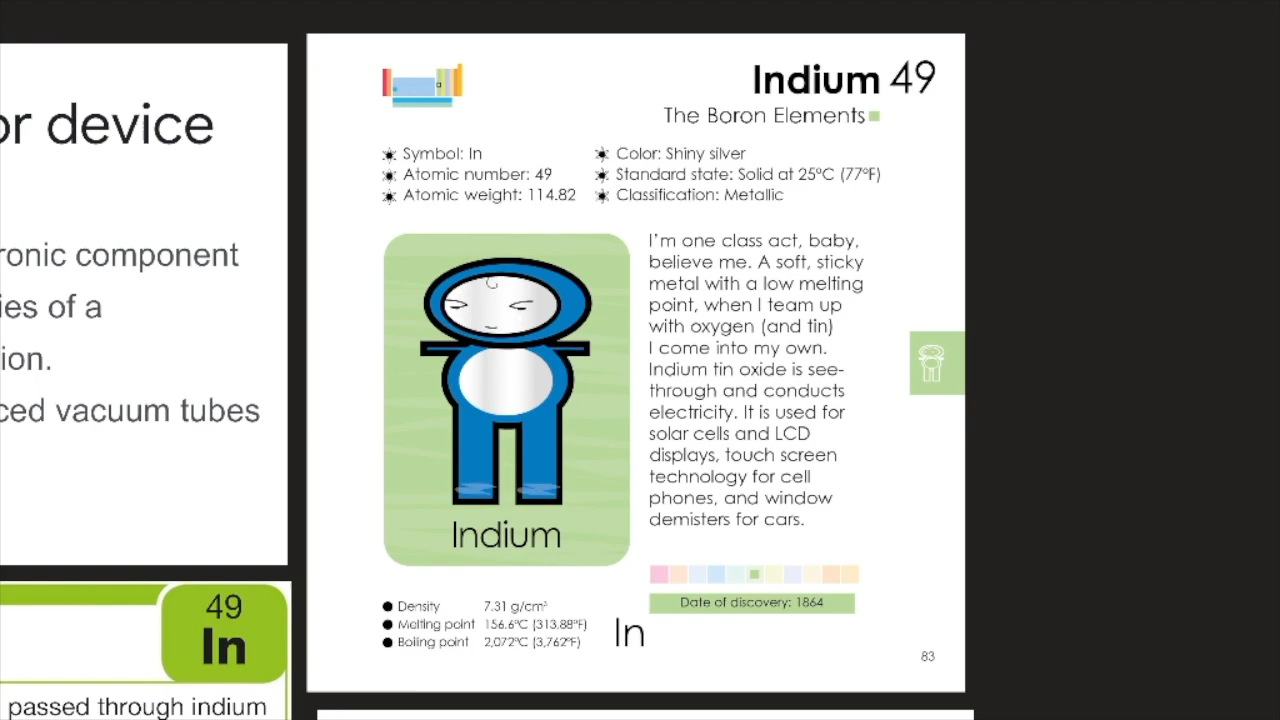 or device
ronic component
ies of a
ion.
ced vacuum tubes
49
In
passed through indium
Indium 49
The Boron Elements
Symbol: In
Atomic number: 49
Atomic weight: 114.82
Color: Shiny silver
Standard state: Solid at 25°C (77°F)
Classification: Metallic
Indium
I'm one class act, baby,
believe me. A soft, sticky
metal with a low melting
point, when I team up
with oxygen (and tin)
I come into my own.
Indium tin oxide is see-
through and conducts
electricity. It is used for
solar cells and LCD
displays, touch screen
technology for cell
phones, and window
demisters for cars.
Date of discovery: 1864
Density 7.31 g/cm³
Melting point 156.6°C (313.88°F)
Boiling point 2,072°C (3,762°F)
In
83